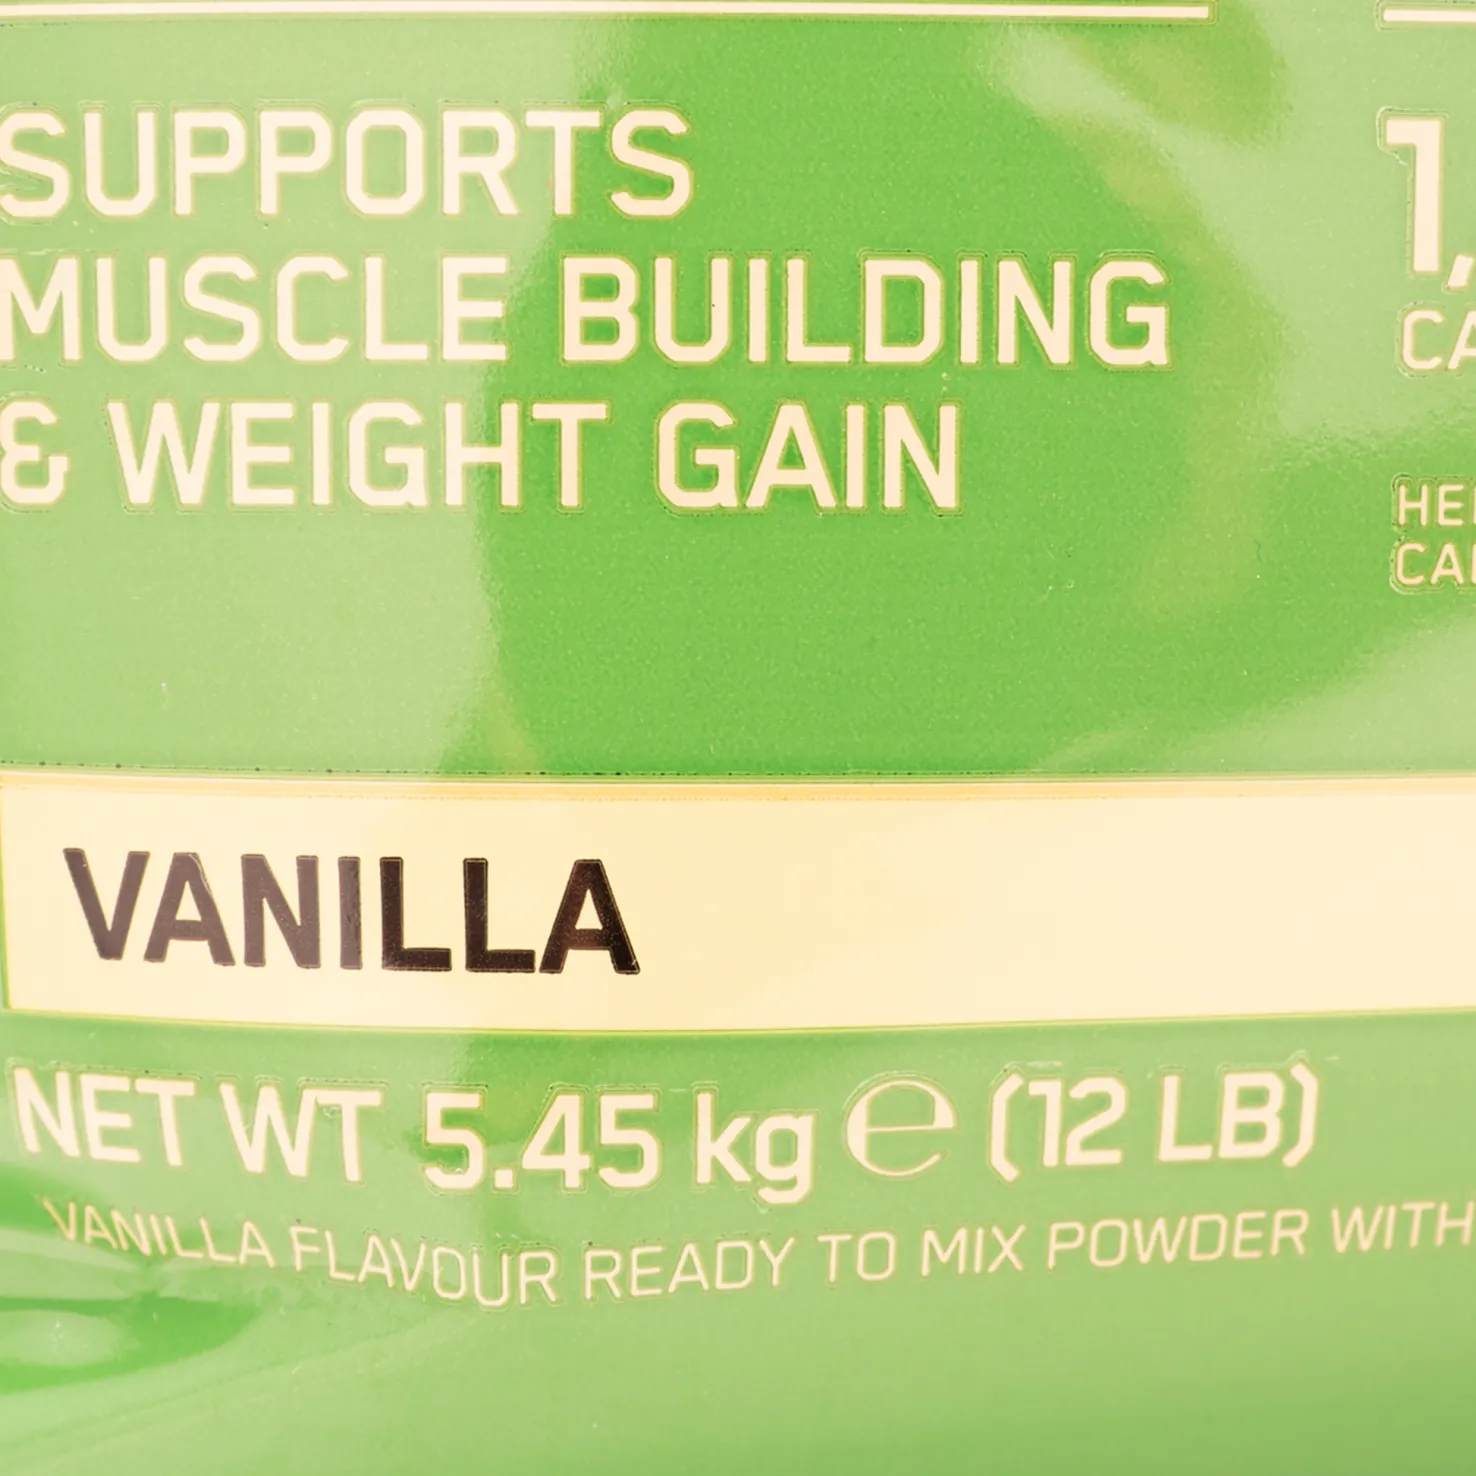 SUPPORTS
MUSCLE BUILDING
& WEIGHT GAIN
VANILLA
NET WT 5.45 kg ℮ (12 LB)
VANILLA FLAVOUR READY TO MIX POWDER WITH